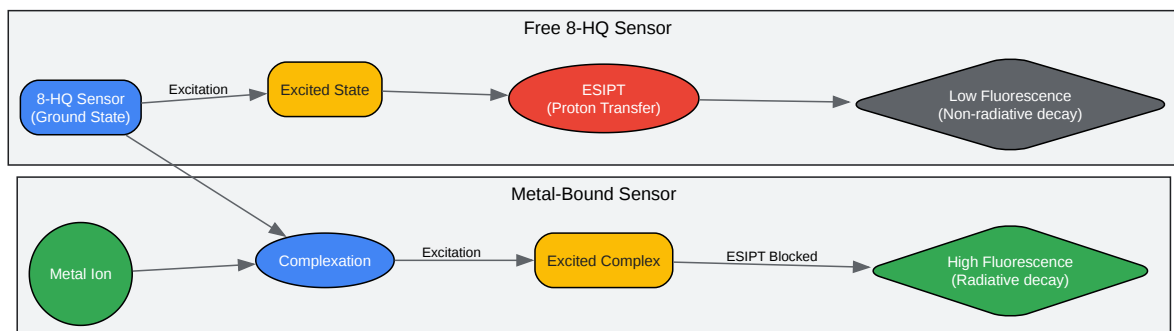 Free 8-HQ Sensor
8-HQ Sensor
(Ground State)
Excitation
Excited State
ESIPT
(Proton Transfer)
Low Fluorescence
(Non-radiative decay)
Metal-Bound Sensor
Metal Ion
Complexation
Excitation
Excited Complex
ESIPT Blocked
High Fluorescence
(Radiative decay)